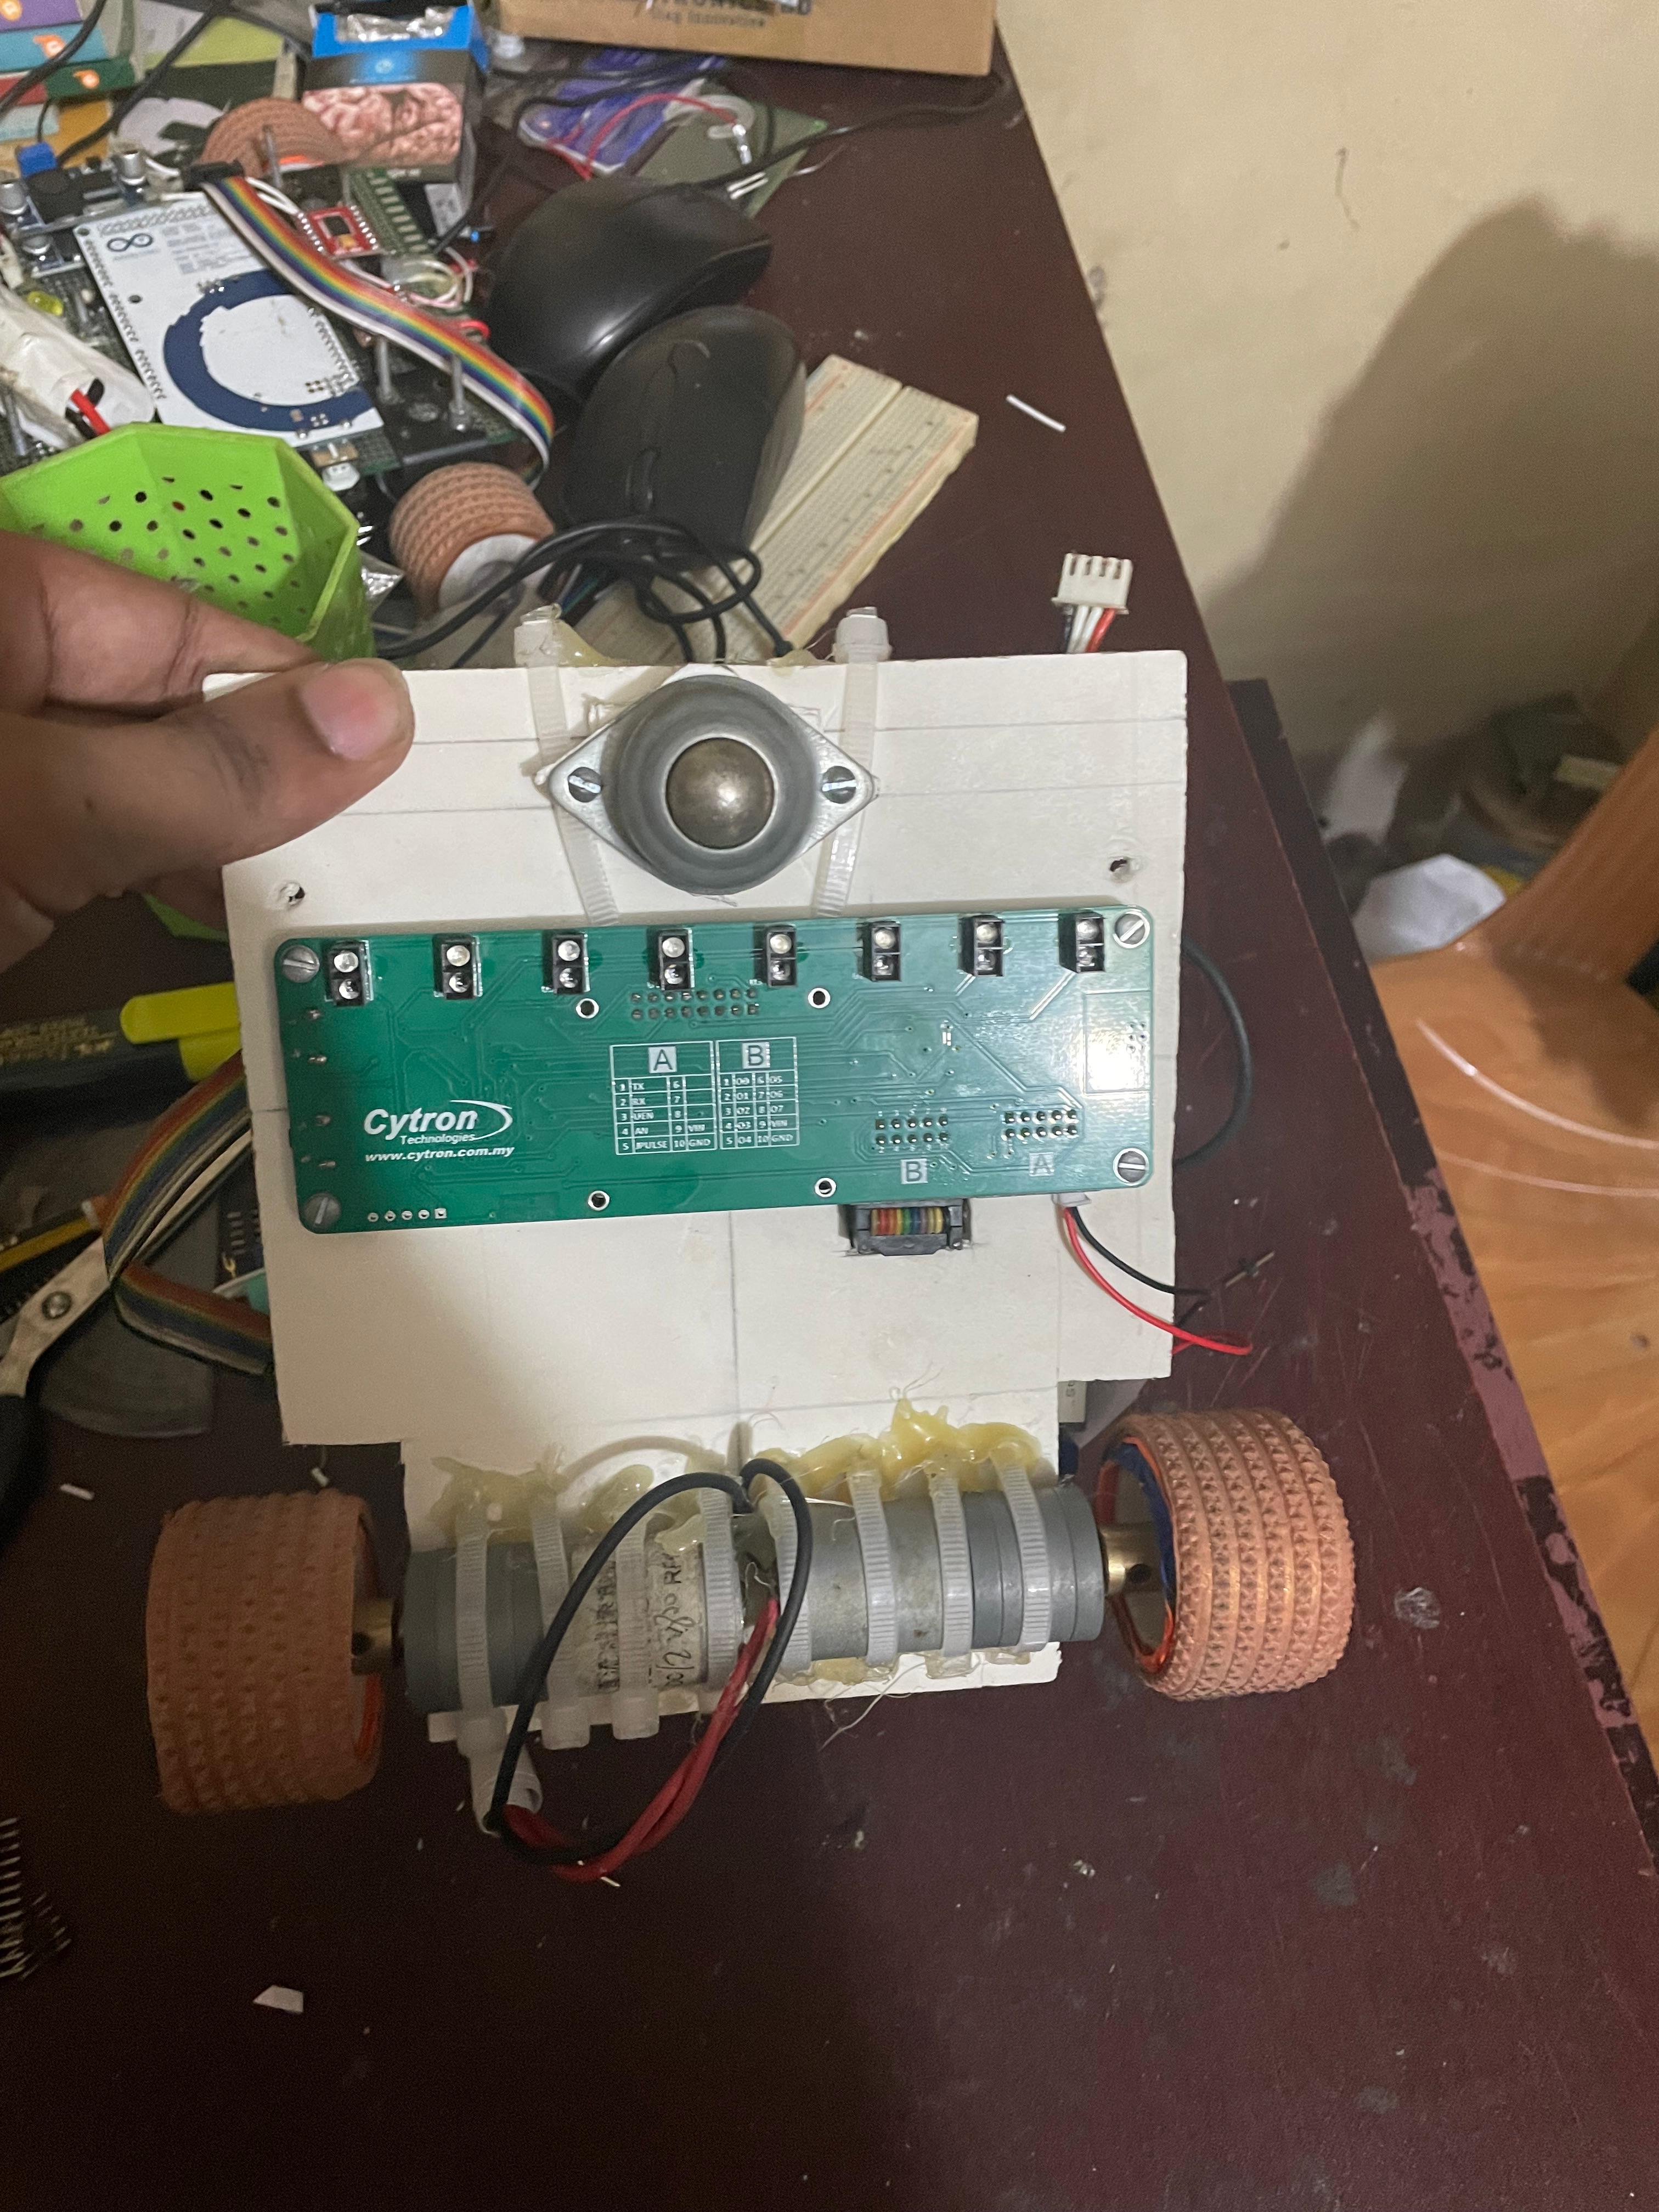 Cytron
Technologies
www.cytron.com.my
A
1 TX 6
2 RX 7
3 UEN 8
4 AN 9 VIN
5 JPULSE 10 GND
B
1 O0 6 O5
2 O1 7 O6
3 O2 8 O7
4 O3 9 VIN
5 O4 10 GND
B
A